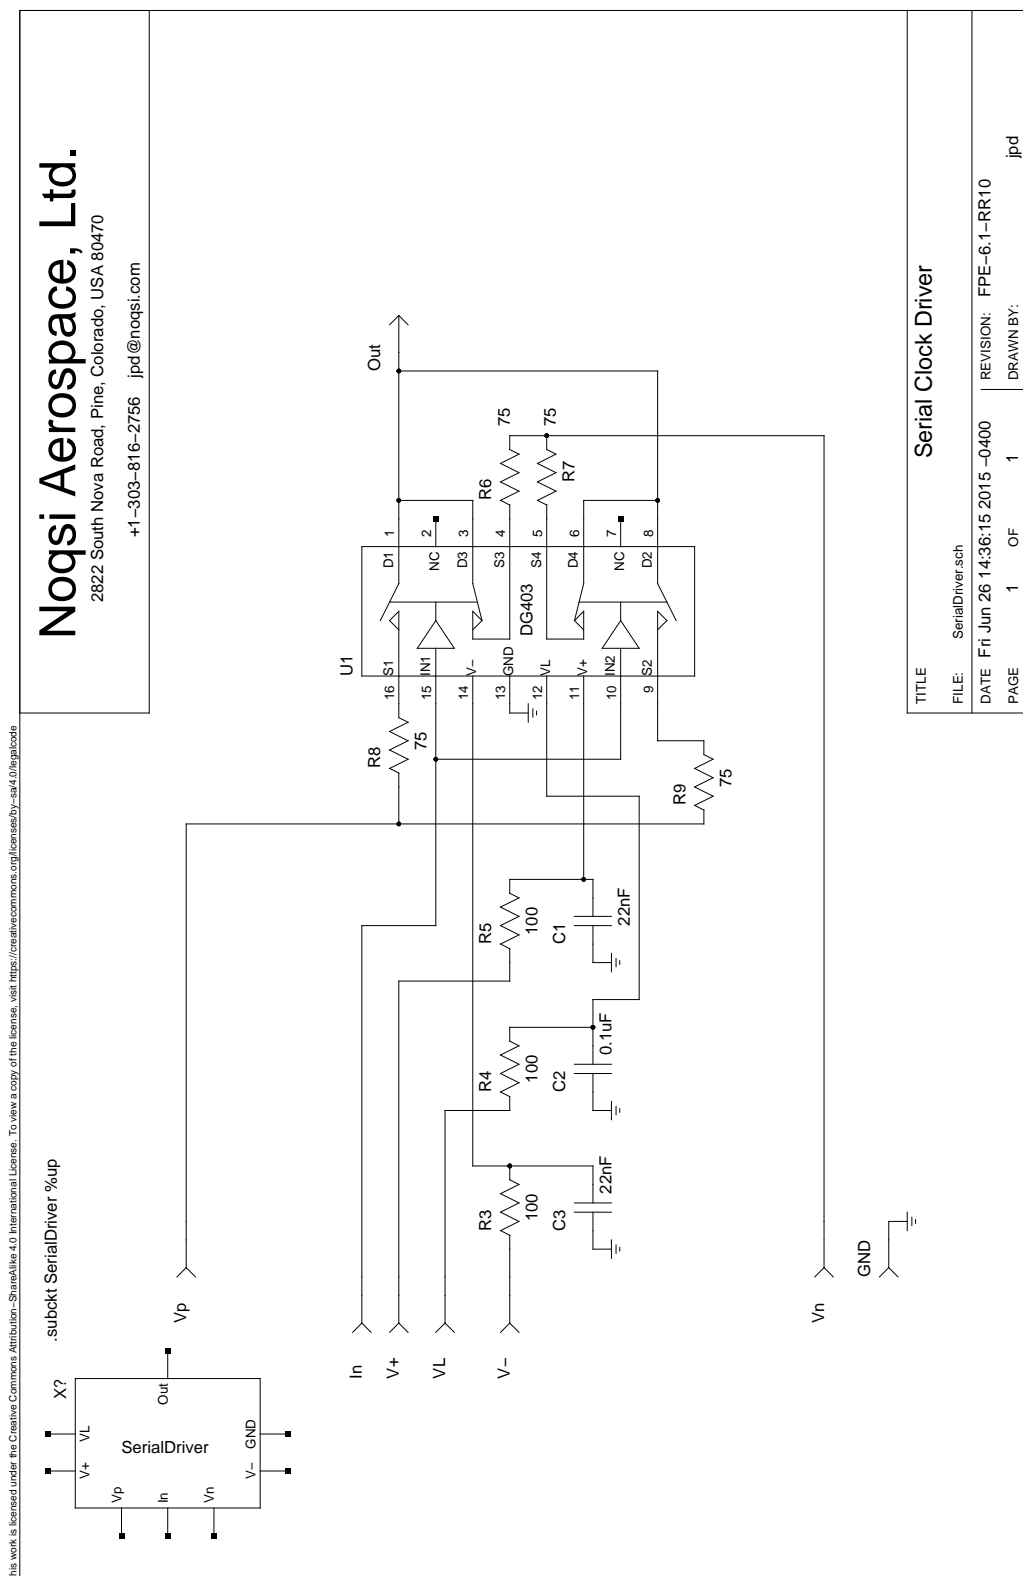 his work is licensed under the Creative Commons Attribution−ShareAlike 4.0 International License. To view a copy of the license, visit https://creativecommons.org/licenses/by−sa/4.0/legalcode
Noqsi Aerospace, Ltd.
2822 South Nova Road, Pine, Colorado, USA 80470
+1−303−816−2756 jpd@noqsi.com
.subckt SerialDriver %up
X?
V+
VL
Vp
In
Vn
SerialDriver
Out
V−
GND
Vp
In
V+
VL
V−
Vn
GND
R3
100
C3
22nF
R4
100
C2
0.1uF
R5
100
C1
22nF
R8
75
R9
75
U1
DG403
16 S1
15 IN1
14 V−
13 GND
12 VL
11 V+
10 IN2
9 S2
D1 1
NC 2
D3 3
S3 4
S4 5
D4 6
NC 7
D2 8
R6
75
R7
75
Out
TITLE
Serial Clock Driver
FILE: SerialDriver.sch
DATE Fri Jun 26 14:36:15 2015 −0400
REVISION: FPE−6.1−RR10
PAGE 1 OF 1
DRAWN BY: jpd